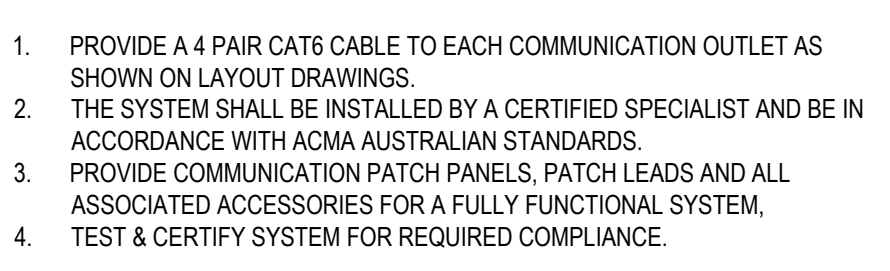 1. PROVIDE A 4 PAIR CAT6 CABLE TO EACH COMMUNICATION OUTLET AS
SHOWN ON LAYOUT DRAWINGS.
2. THE SYSTEM SHALL BE INSTALLED BY A CERTIFIED SPECIALIST AND BE IN
ACCORDANCE WITH ACMA AUSTRALIAN STANDARDS.
3. PROVIDE COMMUNICATION PATCH PANELS, PATCH LEADS AND ALL
ASSOCIATED ACCESSORIES FOR A FULLY FUNCTIONAL SYSTEM,
4. TEST & CERTIFY SYSTEM FOR REQUIRED COMPLIANCE.